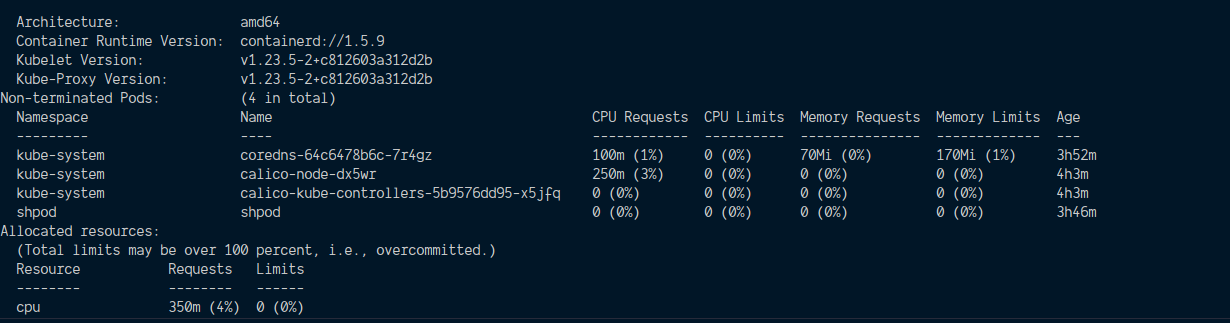 Architecture:               amd64
  Container Runtime Version:  containerd://1.5.9
  Kubelet Version:            v1.23.5-2+c812603a312d2b
  Kube-Proxy Version:         v1.23.5-2+c812603a312d2b
Non-terminated Pods:          (4 in total)
  Namespace                   Name                                        CPU Requests  CPU Limits  Memory Requests  Memory Limits  Age
  ---------                   ----                                        ------------  ----------  ---------------  -------------  ---
  kube-system                 coredns-64c6478b6c-7r4gz                    100m (1%)     0 (0%)      70Mi (0%)        170Mi (1%)     3h52m
  kube-system                 calico-node-dx5wr                           250m (3%)     0 (0%)      0 (0%)           0 (0%)         4h3m
  kube-system                 calico-kube-controllers-5b9576dd95-x5jfq    0 (0%)        0 (0%)      0 (0%)           0 (0%)         4h3m
  shpod                       shpod                                       0 (0%)        0 (0%)      0 (0%)           0 (0%)         3h46m
Allocated resources:
  (Total limits may be over 100 percent, i.e., overcommitted.)
  Resource           Requests   Limits
  --------           --------   ------
  cpu                350m (4%)  0 (0%)